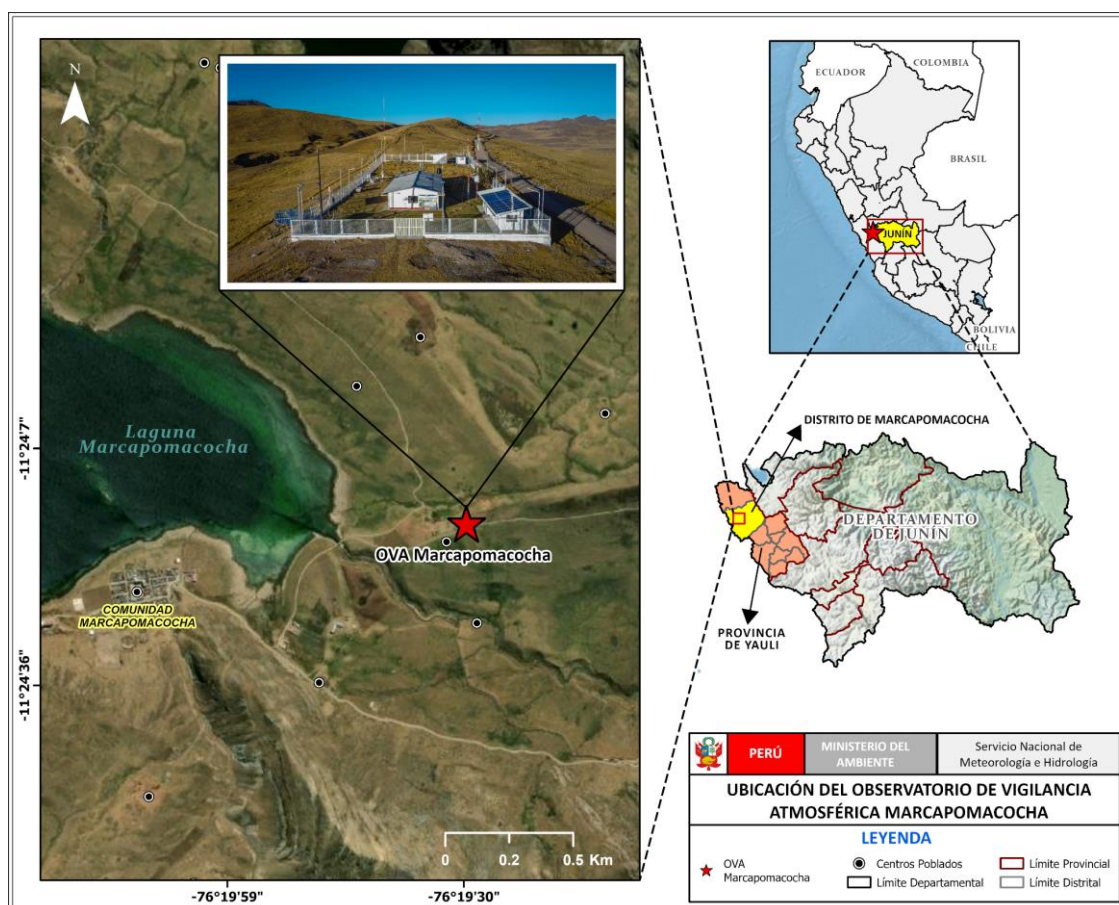 N
Laguna
Marcapomacocha
OVA Marcapomacocha
COMUNIDAD
MARCAPOMACOCHA
-11°24'7"
-11°24'36"
-76°19'59"
-76°19'30"
0 0.2 0.5 Km
ECUADOR
COLOMBIA
BRASIL
JUNÍN
BOLIVIA
CHILE
DISTRITO DE MARCAPOMACOCHA
DEPARTAMENTO
DE JUNÍN
PROVINCIA
DE YAULI
PERÚ
MINISTERIO DEL
AMBIENTE
Servicio Nacional de
Meteorología e Hidrología
UBICACIÓN DEL OBSERVATORIO DE VIGILANCIA
ATMOSFÉRICA MARCAPOMACOCHA
LEYENDA
OVA
Marcapomacocha
Centros Poblados
Límite Departamental
Límite Provincial
Límite Distrital